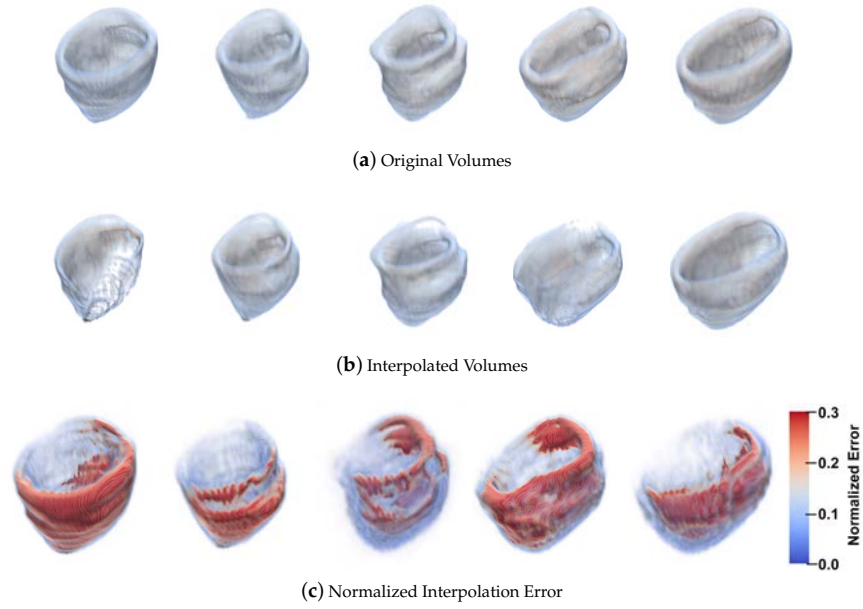 (a) Original Volumes
(b) Interpolated Volumes
0.3
0.2
0.1
0.0
Normalized Error
(c) Normalized Interpolation Error